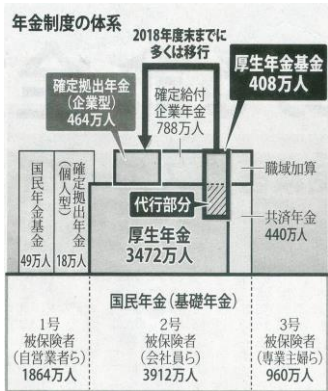 年金制度の体系
2018年度末までに
多くは移行
厚生年金基金
408万人
確定拠出年金
(企業型)
464万人
確定給付
企業年金
788万人
国民年金基金
49万人
確定拠出年金
(個人型)
18万人
代行部分
厚生年金
3472万人
職域加算
共済年金
440万人
国民年金(基礎年金)
1号
被保険者
(自営業者ら)
1864万人
2号
被保険者
(会社員ら)
3912万人
3号
被保険者
(専業主婦ら)
960万人